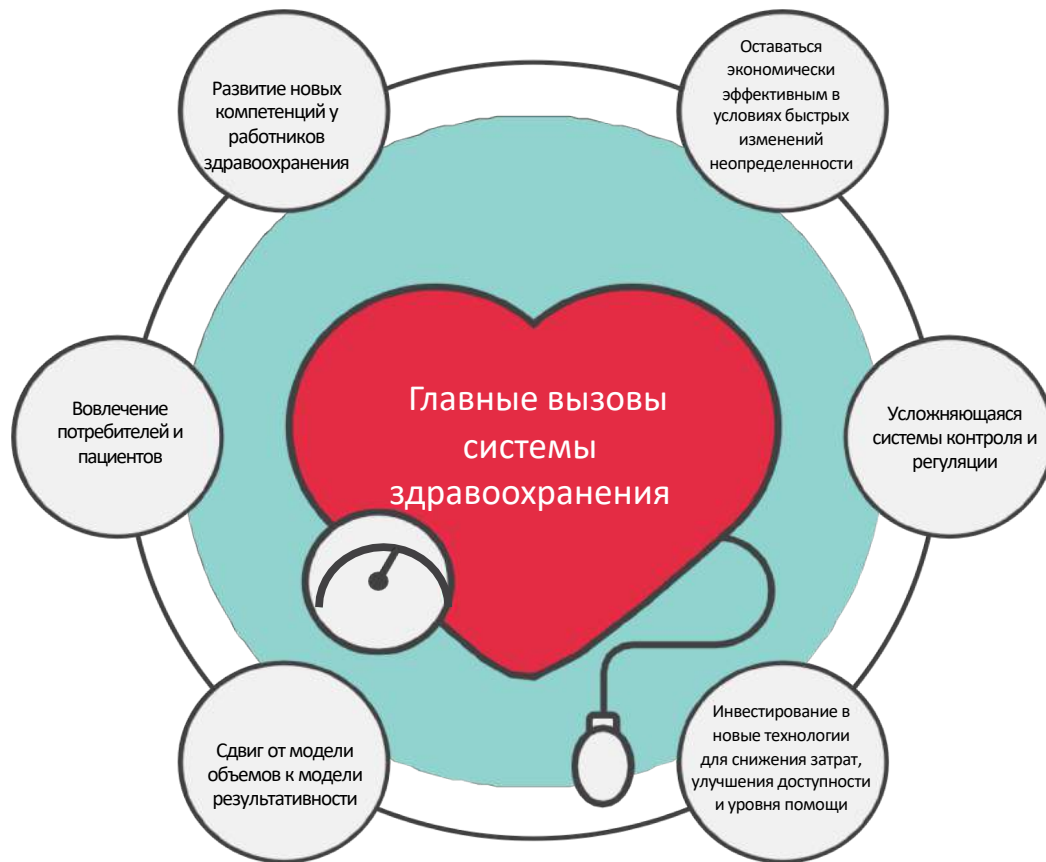 Развитие новых
компетенций у
работников
здравоохранения
Оставаться
экономически
эффективным в
условиях быстрых
изменений
неопределенности
Вовлечение
потребителей и
пациентов
Главные вызовы
системы
здравоохранения
Усложняющаяся
системы контроля и
регуляции
Сдвиг от модели
объемов к модели
результативности
Инвестирование в
новые технологии
для снижения затрат,
улучшения доступности
и уровня помощи